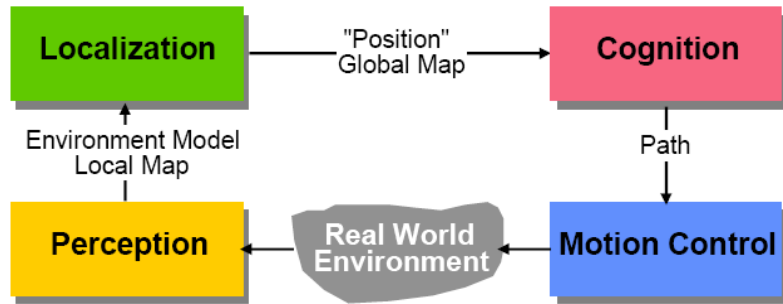 Localization
"Position"
Global Map
Cognition
Environment Model
Local Map
Path
Perception
Real World
Environment
Motion Control